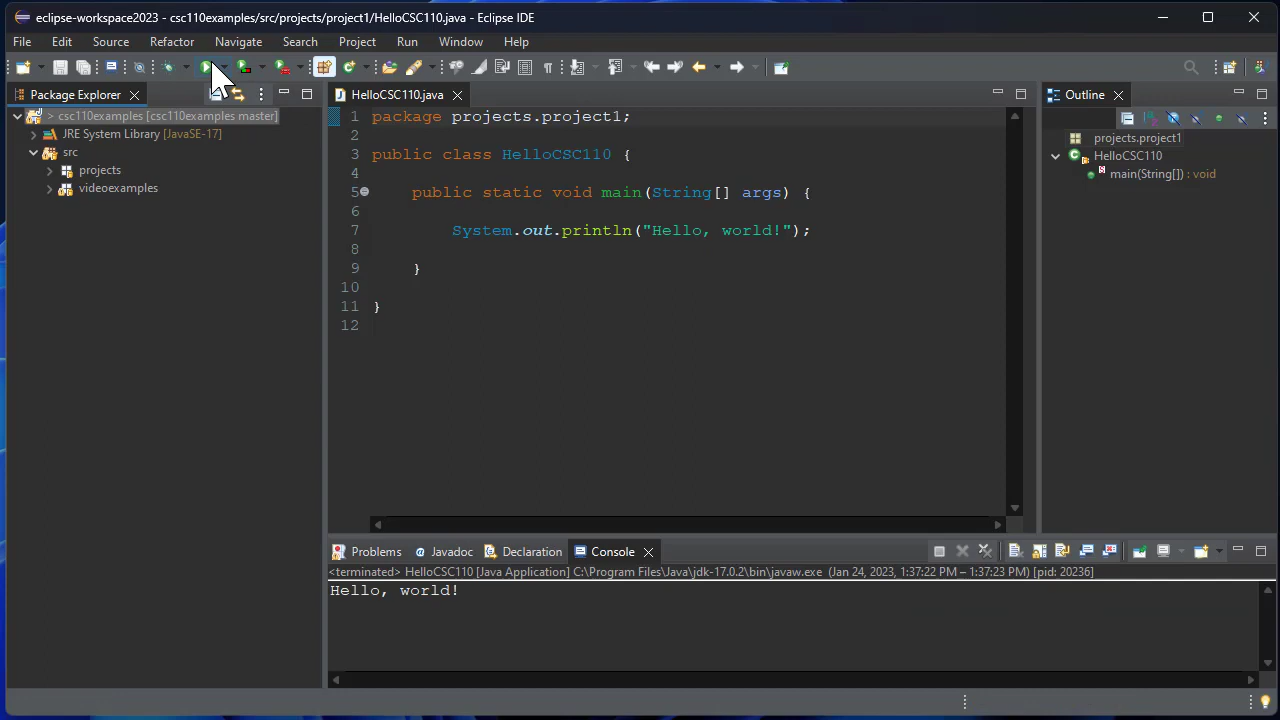 eclipse-workspace2023 - csc110examples/src/projects/project1/HelloCSC110.java - Eclipse IDE
File Edit Source Refactor Navigate Search Project Run Window Help
Package Explorer
> csc110examples [csc110examples master]
JRE System Library [JavaSE-17]
src
projects
videoexamples
HelloCSC110.java
1 package projects.project1;
2
3 public class HelloCSC110 {
4
5 public static void main(String[] args) {
6
7 System.out.println("Hello, world!");
8
9 }
10
11 }
12
Outline
projects.project1
HelloCSC110
main(String[]) : void
Problems Javadoc Declaration Console
<terminated> HelloCSC110 [Java Application] C:\Program Files\Java\jdk-17.0.2\bin\javaw.exe (Jan 24, 2023, 1:37:22 PM – 1:37:23 PM) [pid: 20236]
Hello, world!